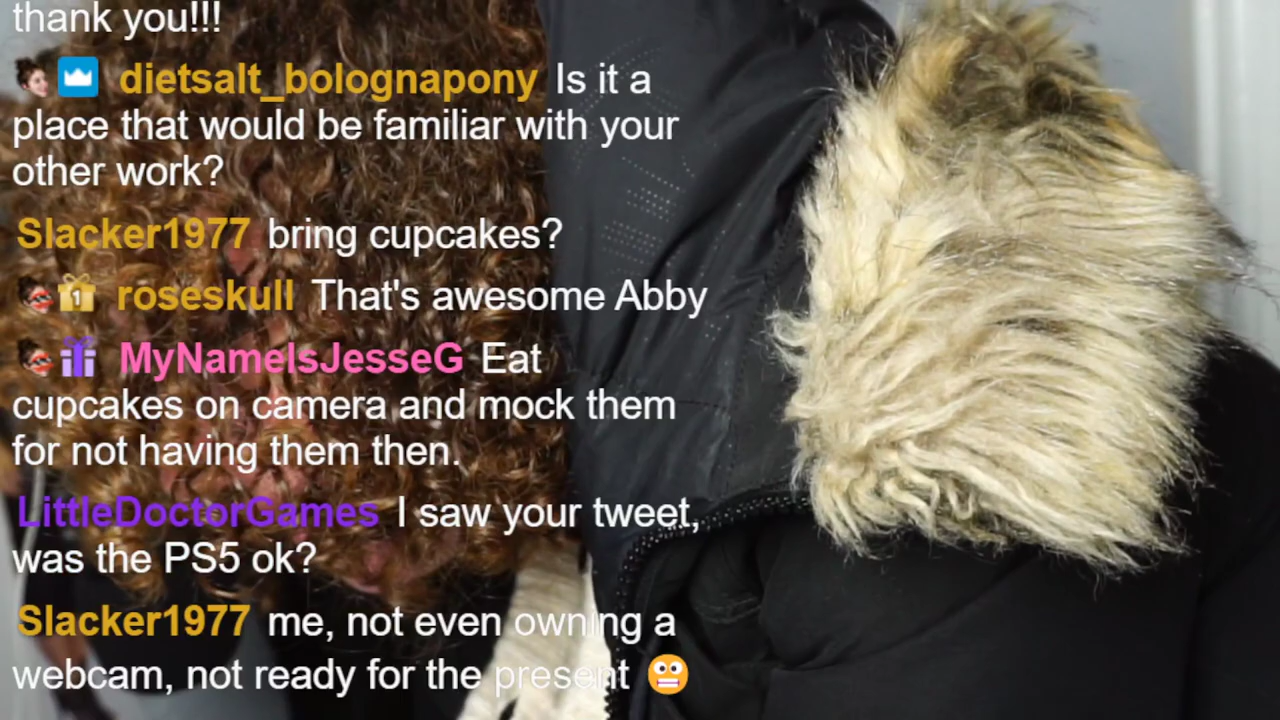 thank you!!!
dietsalt_bolognapony Is it a
place that would be familiar with your
other work?
Slacker1977 bring cupcakes?
1 roseskull That's awesome Abby
MyNameIsJesseG Eat
cupcakes on camera and mock them
for not having them then.
LittleDoctorGames I saw your tweet,
was the PS5 ok?
Slacker1977 me, not even owning a
webcam, not ready for the present 😬